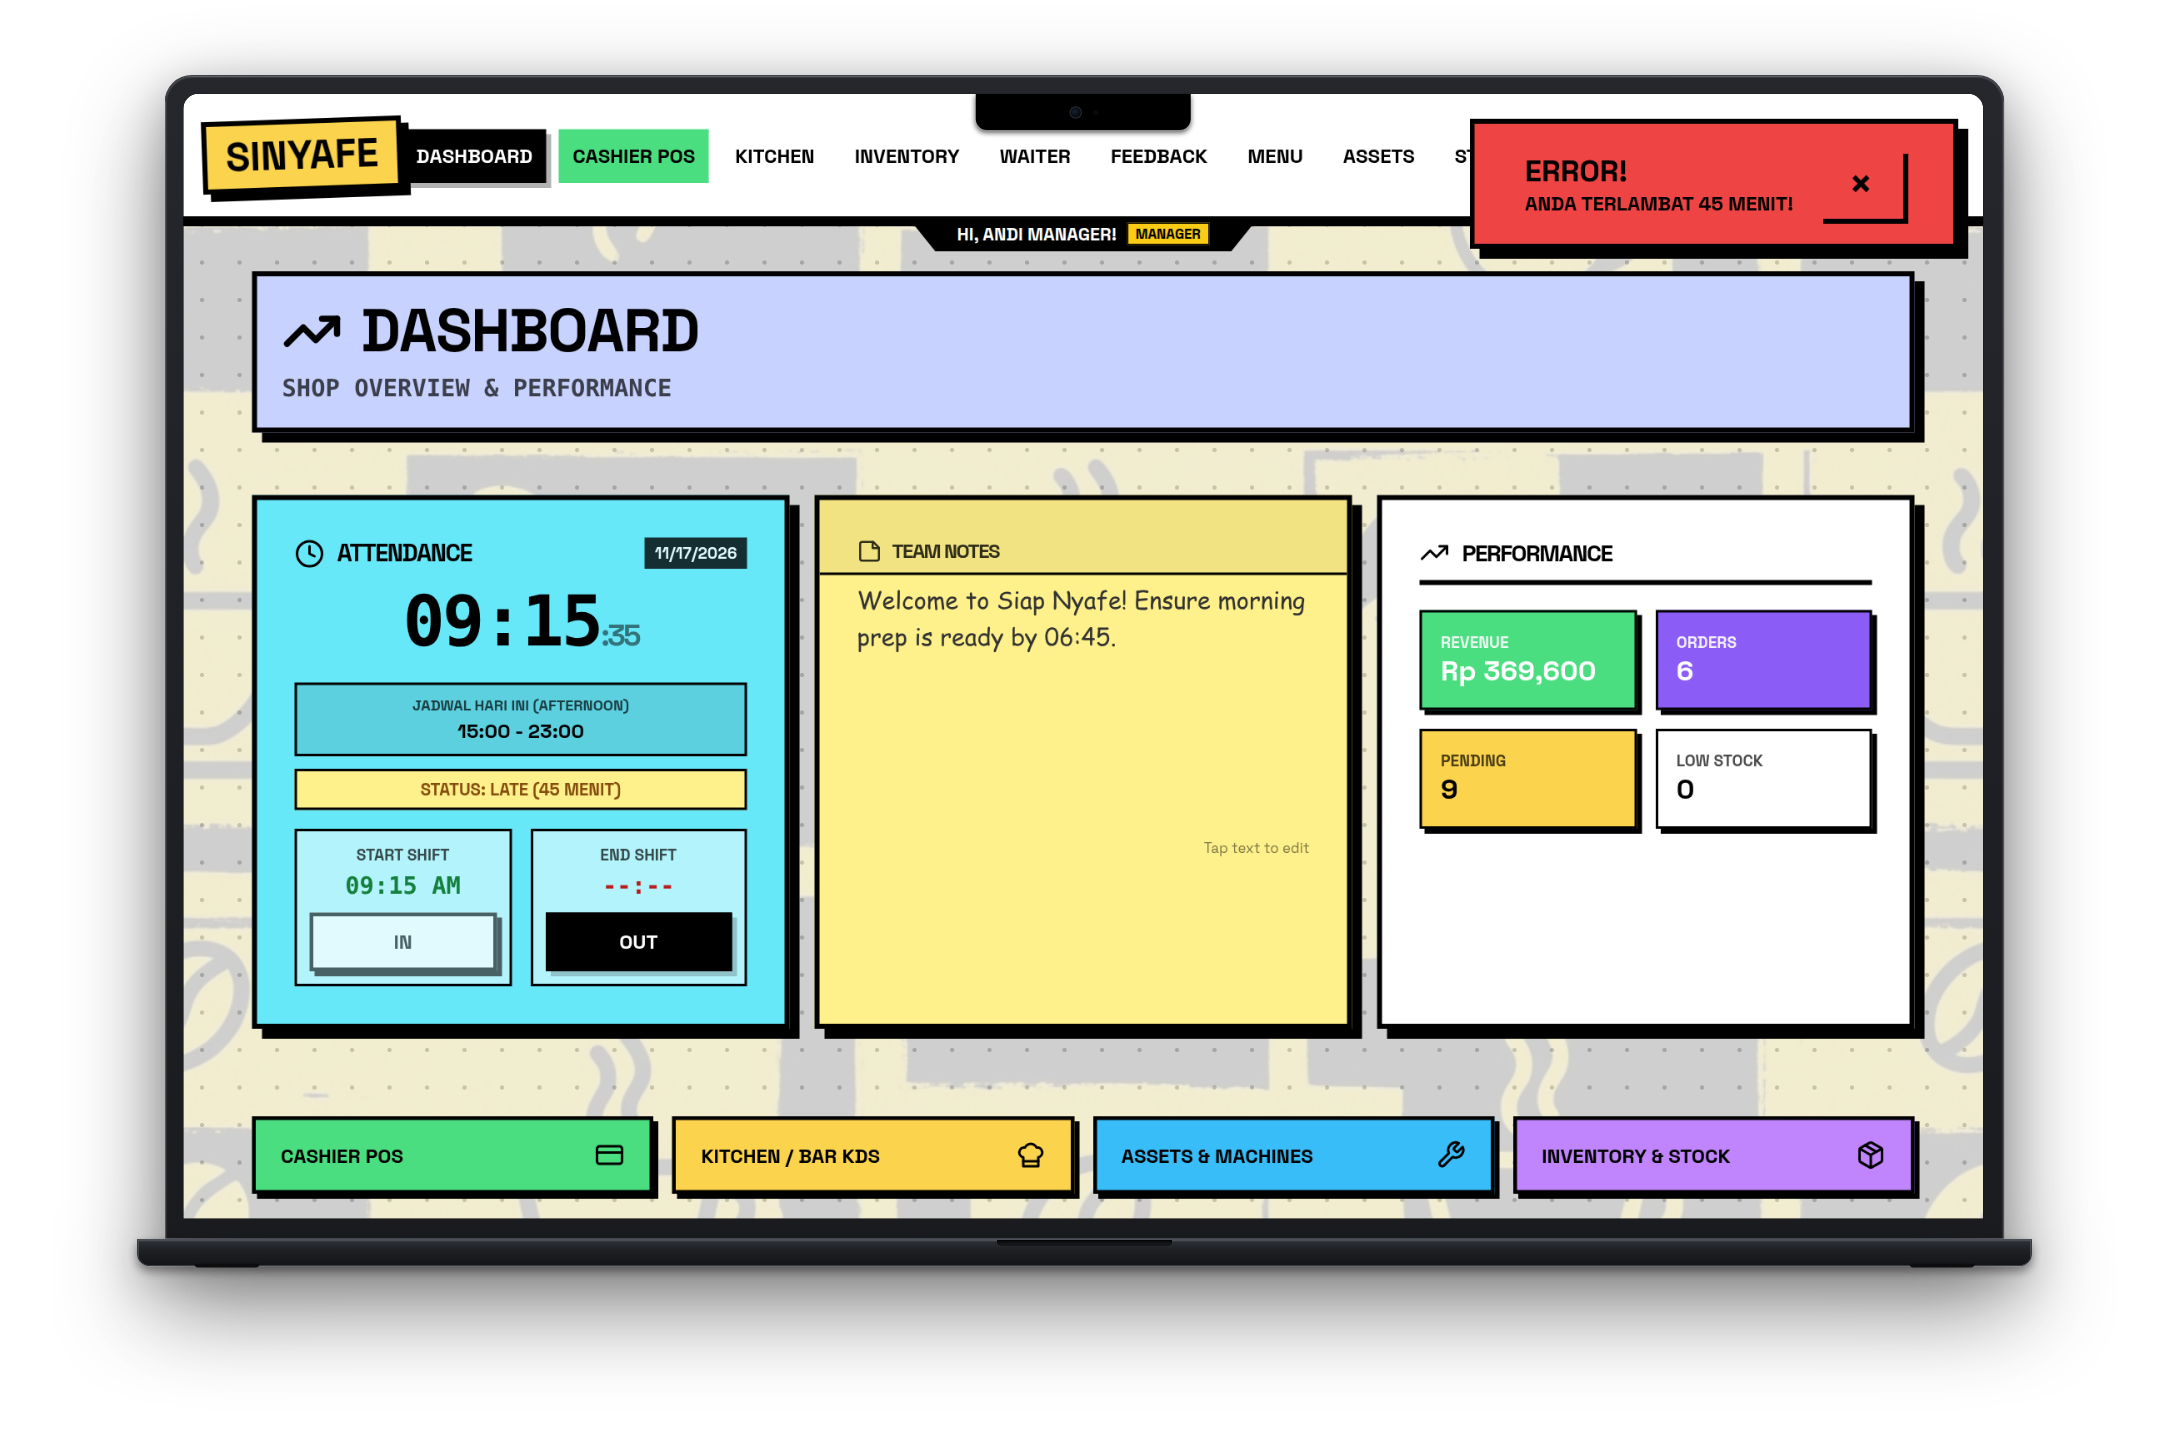 SINYAFE
DASHBOARD
CASHIER POS
KITCHEN
INVENTORY
WAITER
FEEDBACK
MENU
ASSETS
ERROR!
ANDA TERLAMBAT 45 MENIT!
HI, ANDI MANAGER!
MANAGER
DASHBOARD
SHOP OVERVIEW & PERFORMANCE
ATTENDANCE
11/17/2026
09:15:35
JADWAL HARI INI (AFTERNOON)
15:00 - 23:00
STATUS: LATE (45 MENIT)
START SHIFT
09:15 AM
IN
END SHIFT
--:--
OUT
TEAM NOTES
Welcome to Siap Nyafe! Ensure morning
prep is ready by 06:45.
Tap text to edit
PERFORMANCE
REVENUE
Rp 369,600
ORDERS
6
PENDING
9
LOW STOCK
0
CASHIER POS
KITCHEN / BAR KDS
ASSETS & MACHINES
INVENTORY & STOCK